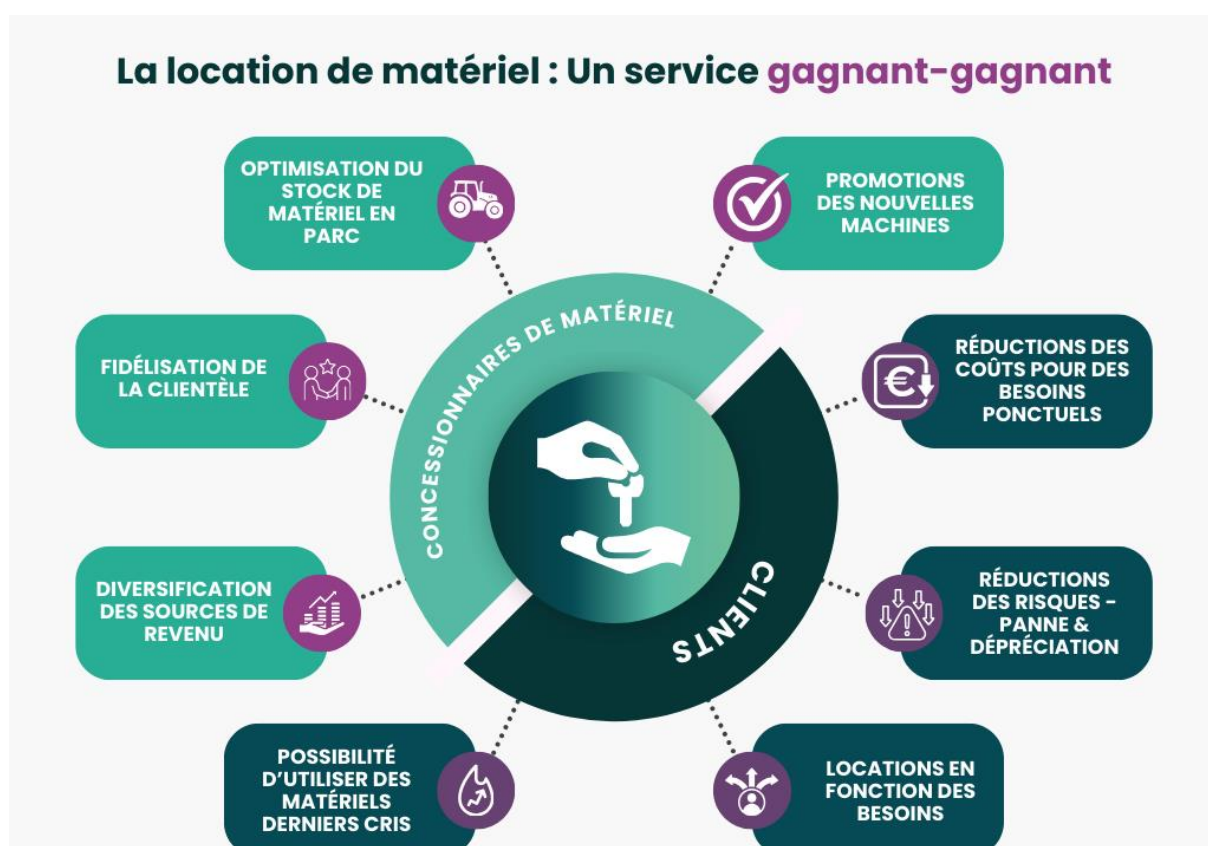 La location de matériel : Un service gagnant-gagnant
OPTIMISATION DU
STOCK DE
MATÉRIEL EN
PARC
PROMOTIONS
DES NOUVELLES
MACHINES
FIDÉLISATION DE
LA CLIENTÈLE
CONCESSIONNAIRES DE MATÉRIEL
RÉDUCTIONS DES
COÛTS POUR DES
BESOINS
PONCTUELS
€
DIVERSIFICATION
DES SOURCES DE
REVENU
CLIENTS
RÉDUCTIONS
DES RISQUES -
PANNE &
DÉPRÉCIATION
POSSIBILITÉ
D'UTILISER DES
MATÉRIELS
DERNIERS CRIS
LOCATIONS EN
FONCTION DES
BESOINS